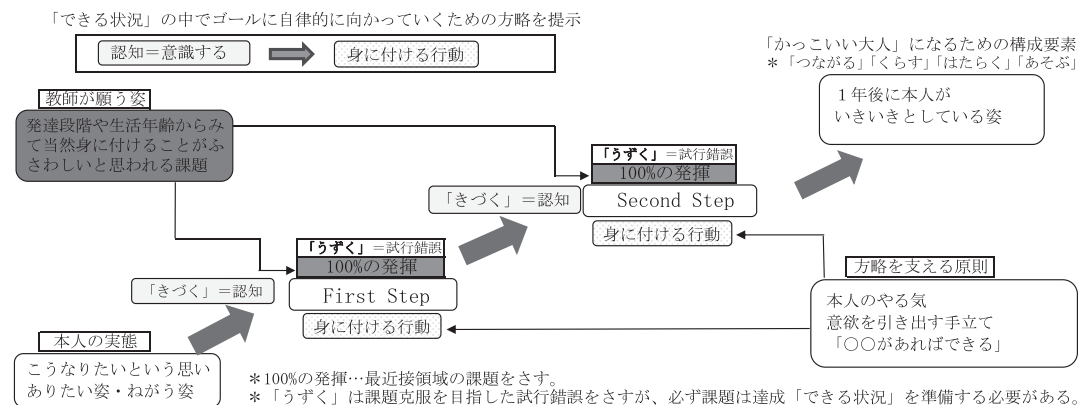 「できる状況」の中でゴールに自律的に向かっていくための方略を提示
認知＝意識する
身に付ける行動
「かっこいい大人」になるための構成要素
＊「つながる」「くらす」「はたらく」「あそぶ」
１年後に本人が
いきいきとしている姿
教師が願う姿
発達段階や生活年齢からみ
て当然身に付けることがふ
さわしいと思われる課題
「うずく」＝試行錯誤
100%の発揮
「きづく」＝認知
Second Step
身に付ける行動
「うずく」＝試行錯誤
100%の発揮
「きづく」＝認知
First Step
身に付ける行動
方略を支える原則
本人のやる気
意欲を引き出す手立て
「○○があればできる」
本人の実態
こうなりたいという思い
ありたい姿・ねがう姿
＊100%の発揮…最近接領域の課題をさす。
＊「うずく」は課題克服を目指した試行錯誤をさすが、必ず課題は達成「できる状況」を準備する必要がある。